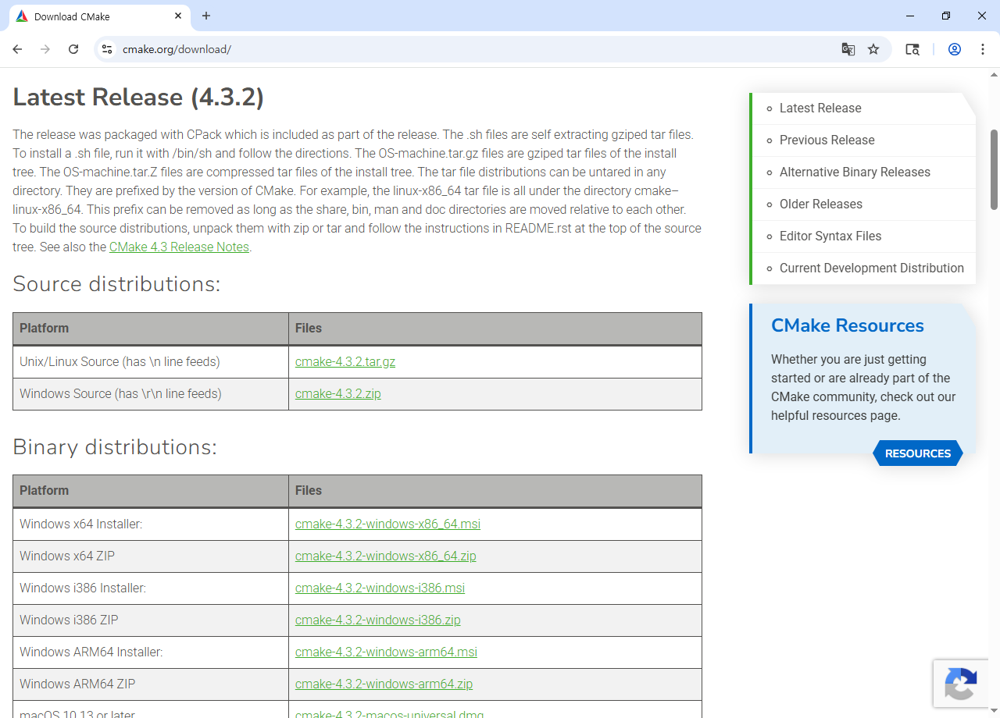 Download CMake
cmake.org/download/
Latest Release (4.3.2)
The release was packaged with CPack which is included as part of the release. The .sh files are self extracting gziped tar files.
To install a .sh file, run it with /bin/sh and follow the directions. The OS-machine.tar.gz files are gziped tar files of the install
tree. The OS-machine.tar.Z files are compressed tar files of the install tree. The tar file distributions can be untared in any
directory. They are prefixed by the version of CMake. For example, the linux-x86_64 tar file is all under the directory cmake–
linux-x86_64. This prefix can be removed as long as the share, bin, man and doc directories are moved relative to each other.
To build the source distributions, unpack them with zip or tar and follow the instructions in README.rst at the top of the source
tree. See also the CMake 4.3 Release Notes.
Source distributions:
Platform Files
Unix/Linux Source (has \n line feeds) cmake-4.3.2.tar.gz
Windows Source (has \r\n line feeds) cmake-4.3.2.zip
Binary distributions:
Platform Files
Windows x64 Installer: cmake-4.3.2-windows-x86_64.msi
Windows x64 ZIP cmake-4.3.2-windows-x86_64.zip
Windows i386 Installer: cmake-4.3.2-windows-i386.msi
Windows i386 ZIP cmake-4.3.2-windows-i386.zip
Windows ARM64 Installer: cmake-4.3.2-windows-arm64.msi
Windows ARM64 ZIP cmake-4.3.2-windows-arm64.zip
macOS 10.13 or later cmake-4.3.2-macos-universal.dmg
Latest Release
Previous Release
Alternative Binary Releases
Older Releases
Editor Syntax Files
Current Development Distribution
CMake Resources
Whether you are just getting
started or are already part of the
CMake community, check out our
helpful resources page.
RESOURCES